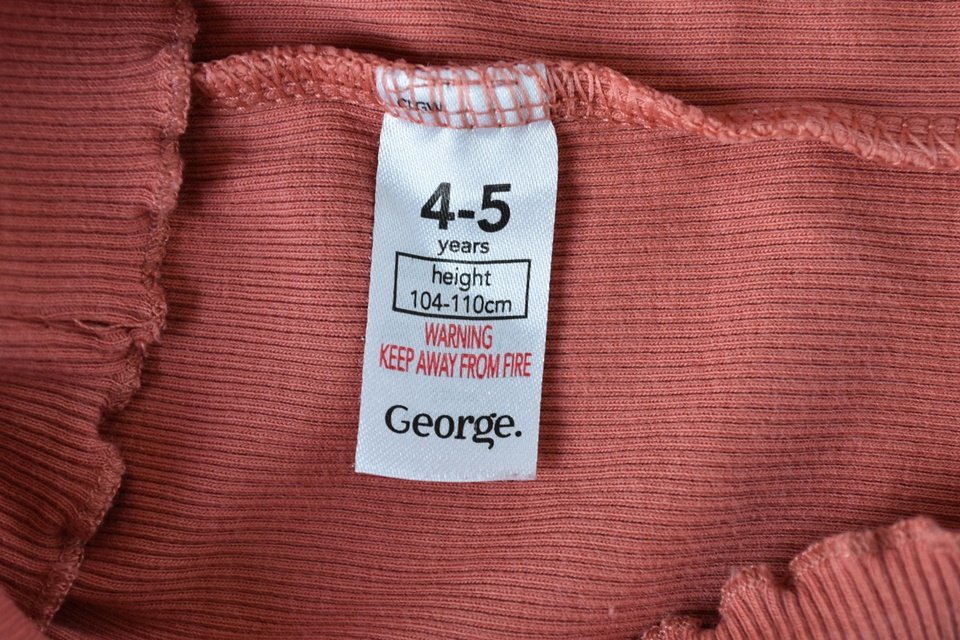 4-5
years
height
104-110cm
WARNING
KEEP AWAY FROM FIRE
George.